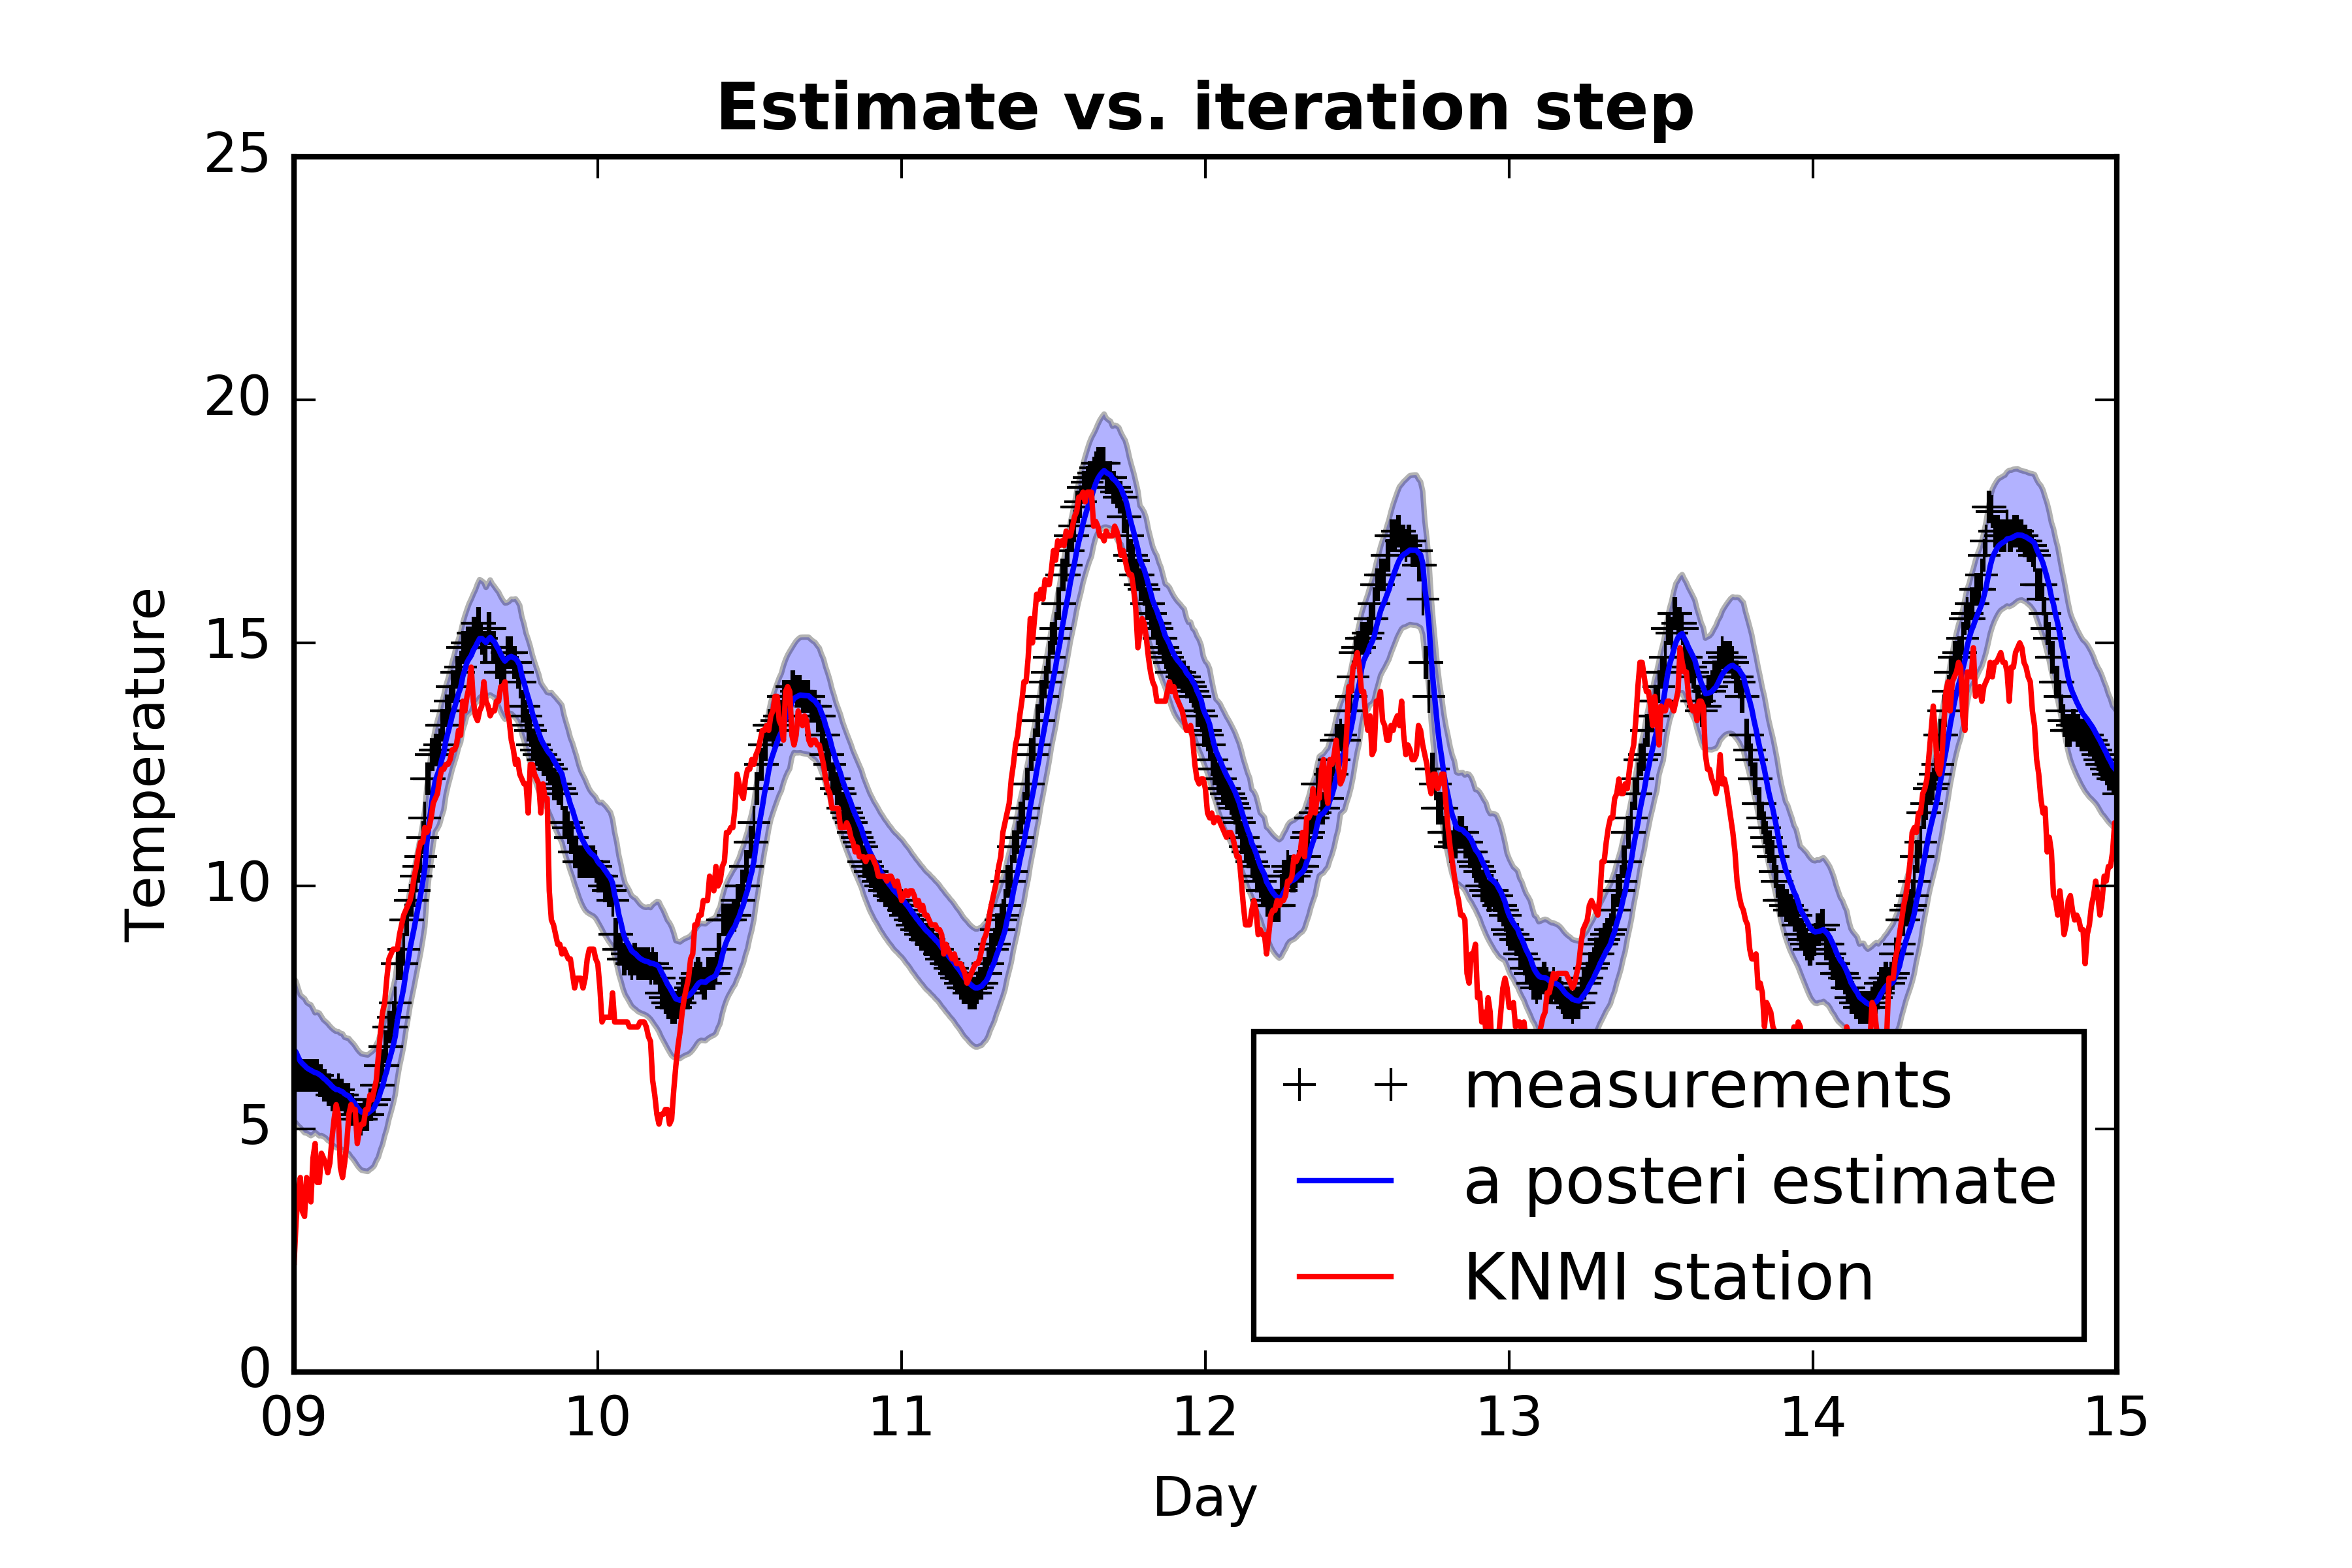 Estimate vs. iteration step
25
20
15
10
5
0
Temperature
09 10 11 12 13 14 15
Day
measurements
a posteri estimate
KNMI station